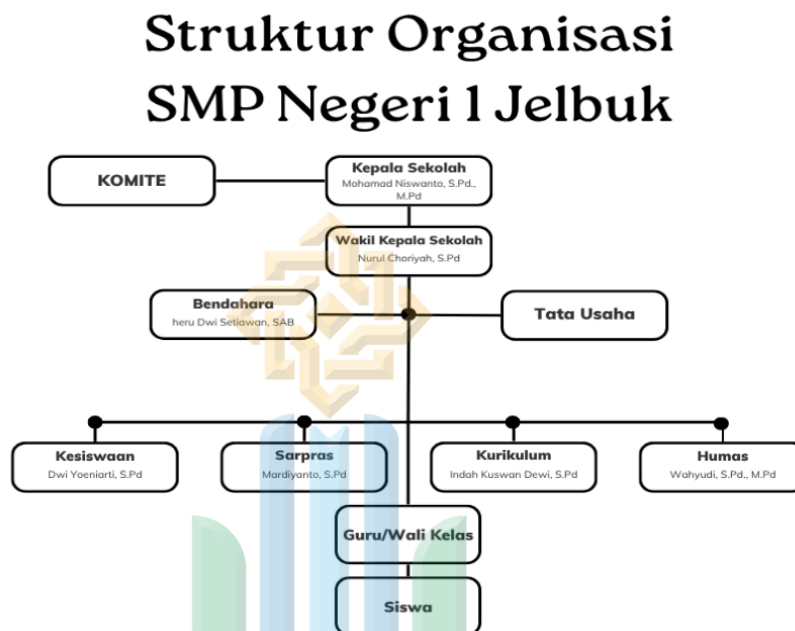 Struktur Organisasi
SMP Negeri 1 Jelbuk
KOMITE
Kepala Sekolah
Mohamad Niswanto, S.Pd.,
M.Pd
Wakil Kepala Sekolah
Nurul Choriyah, S.Pd
Bendahara
heru Dwi Setiawan, SAB
Tata Usaha
Kesiswaan
Dwi Yoeniarti, S.Pd
Sarpras
Mardiyanto, S.Pd
Kurikulum
Indah Kuswan Dewi, S.Pd
Humas
Wahyudi, S.Pd., M.Pd
Guru/Wali Kelas
Siswa